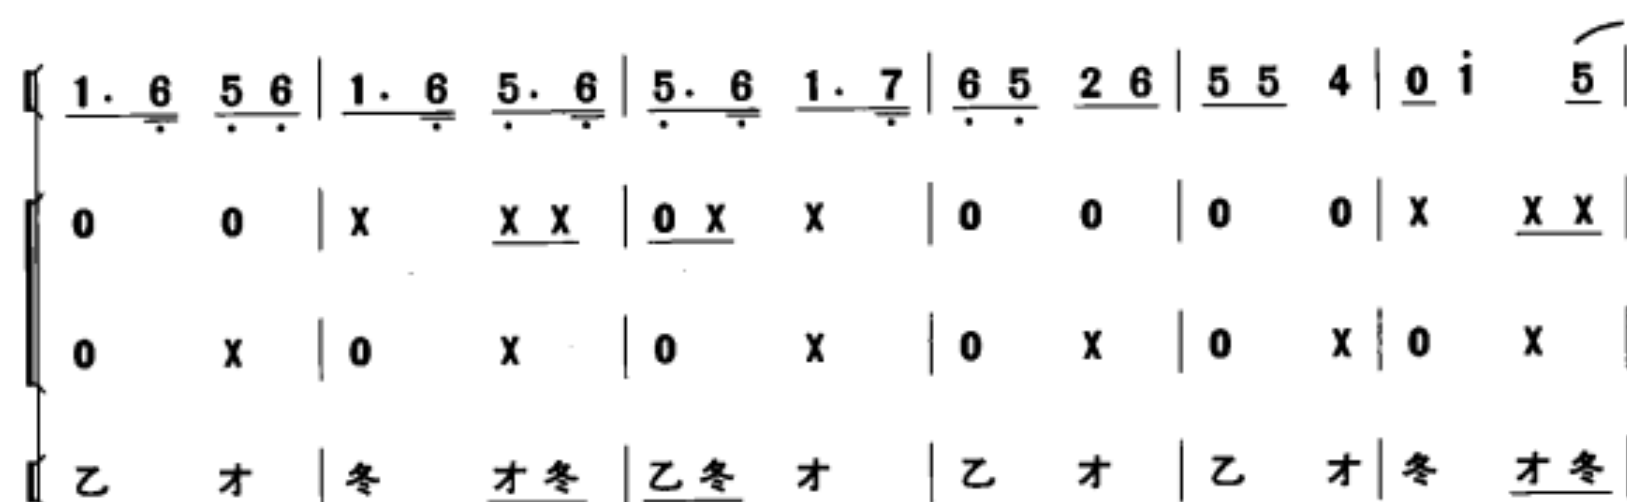 1. 6 5 6 | 1. 6 5. 6 | 5. 6 1. 7 | 6 5 2 6 | 5 5 4 | 0 i 5 |
0 0 | X X X | 0 X X | 0 0 | 0 0 | X X X |
0 X | 0 X | 0 X | 0 X | 0 X | 0 X |
乙 才 | 冬 才 冬 | 乙 冬 才 | 乙 才 | 乙 才 | 冬 才 冬 |